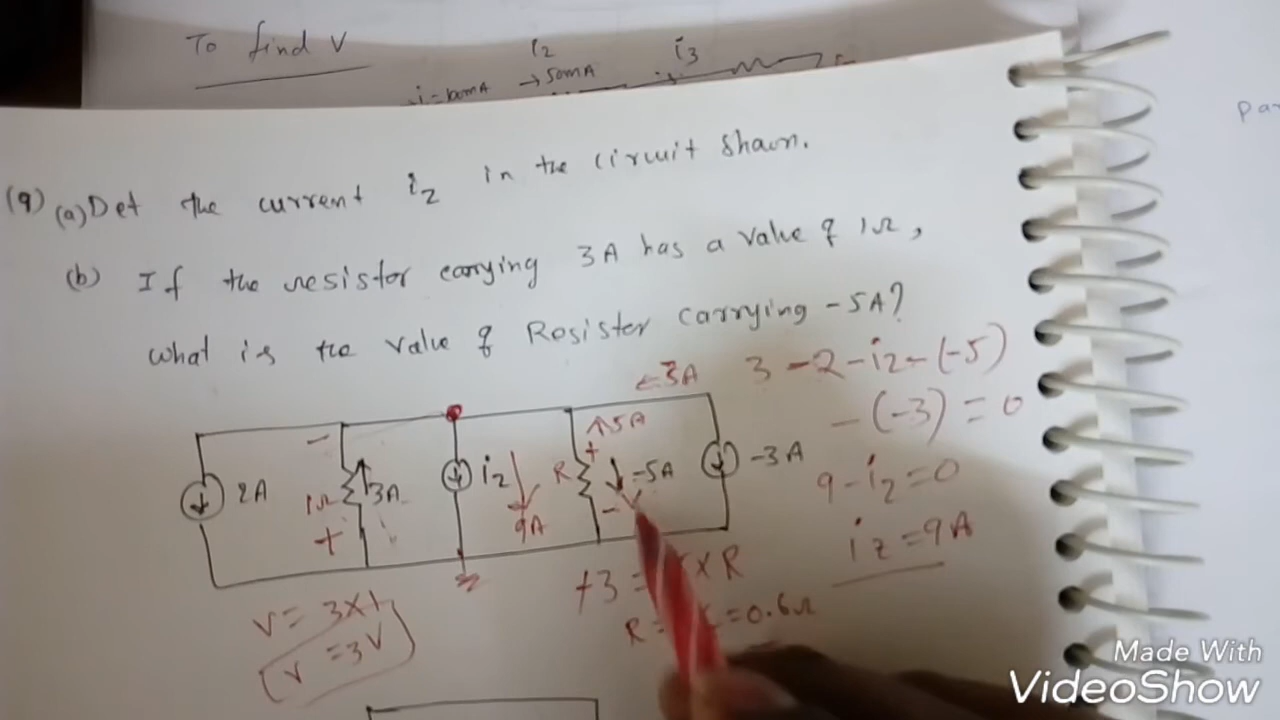 To find V
i2
i3
i=100mA → 50mA
(9) (a) Det the current i2 in the circuit shown.
(b) If the resistor carrying 3A has a value of 1Ω,
what is the value of Resistor carrying -5A?
←3A 3 -2 -i2 -(-5)
-(-3) = 0
↑5A
2A 1Ω 3A i2 R -5A -3A
9-i2=0
9A
i2 = 9A
+3 = × R
V = 3×1
R = = 0.6Ω
V = 3V
Made With
VideoShow